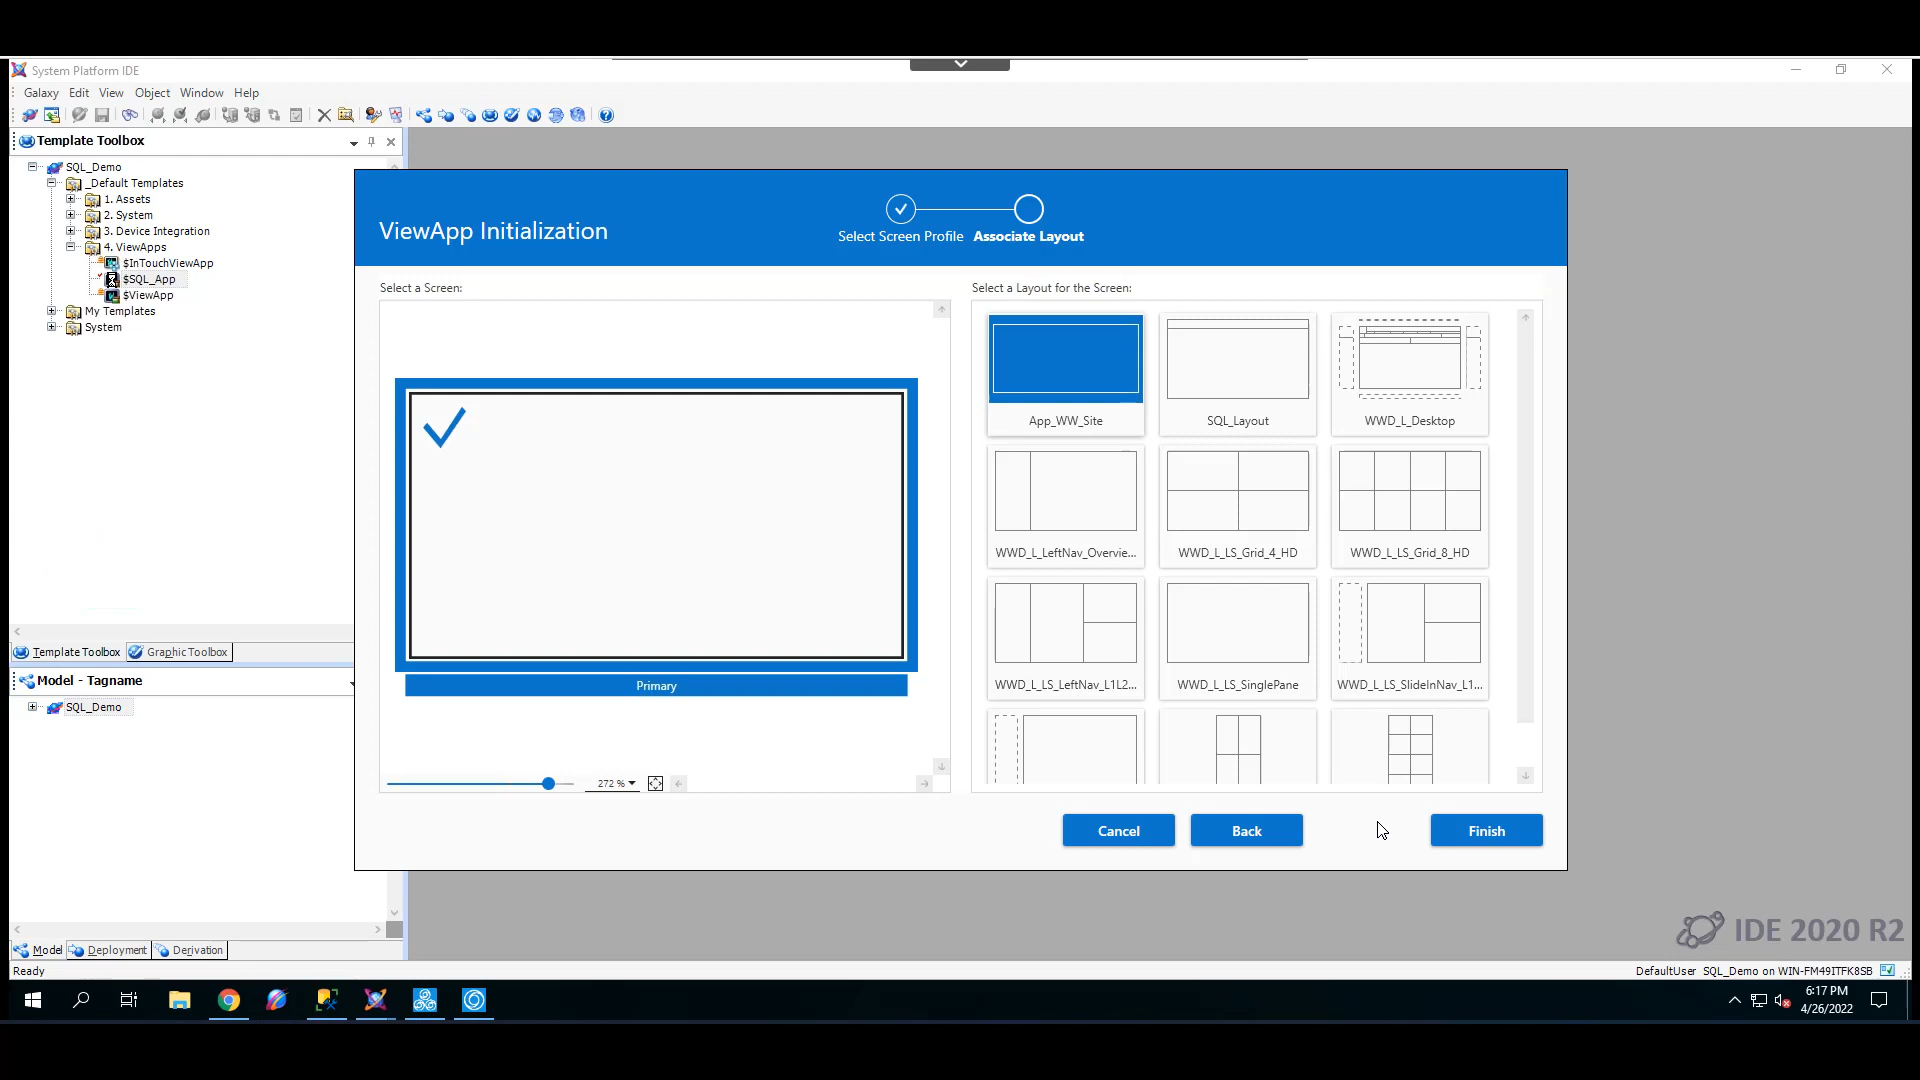 System Platform IDE
Galaxy Edit View Object Window Help
Template Toolbox
SQL_Demo
_Default Templates
1. Assets
2. System
3. Device Integration
4. ViewApps
$InTouchViewApp
$SQL_App
$ViewApp
My Templates
System
Template Toolbox Graphic Toolbox
Model - Tagname
SQL_Demo
Model Deployment Derivation
Ready
ViewApp Initialization
Select Screen Profile Associate Layout
Select a Screen:
Primary
272 %
Select a Layout for the Screen:
App_WW_Site SQL_Layout WWD_L_Desktop
WWD_L_LeftNav_Overvie... WWD_L_LS_Grid_4_HD WWD_L_LS_Grid_8_HD
WWD_L_LS_LeftNav_L1L2... WWD_L_LS_SinglePane WWD_L_LS_SlideInNav_L1...
Cancel Back Finish
IDE 2020 R2
DefaultUser SQL_Demo on WIN-FM49ITFK8SB
6:17 PM
4/26/2022